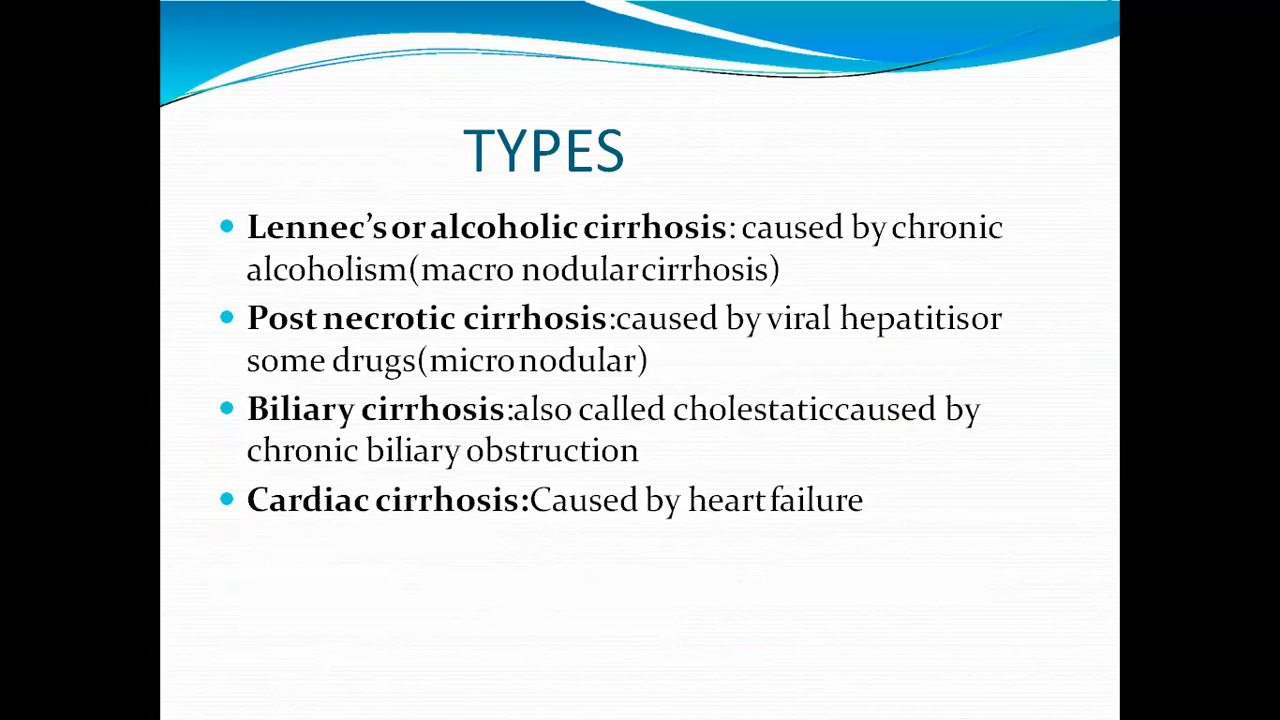 TYPES
Lennec’s or alcoholic cirrhosis: caused by chronic
alcoholism(macro nodular cirrhosis)
Post necrotic cirrhosis:caused by viral hepatitisor
some drugs(micro nodular)
Biliary cirrhosis:also called cholestaticcaused by
chronic biliary obstruction
Cardiac cirrhosis:Caused by heart failure